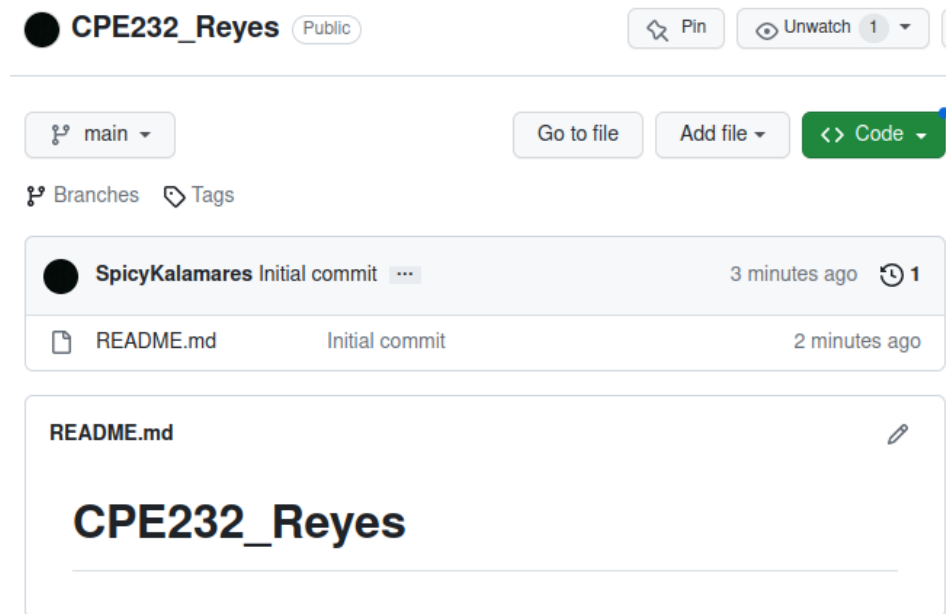 CPE232_Reyes Public Pin Unwatch 1
main Go to file Add file <> Code
Branches Tags
SpicyKalamares Initial commit ... 3 minutes ago 1
README.md Initial commit 2 minutes ago
README.md
CPE232_Reyes